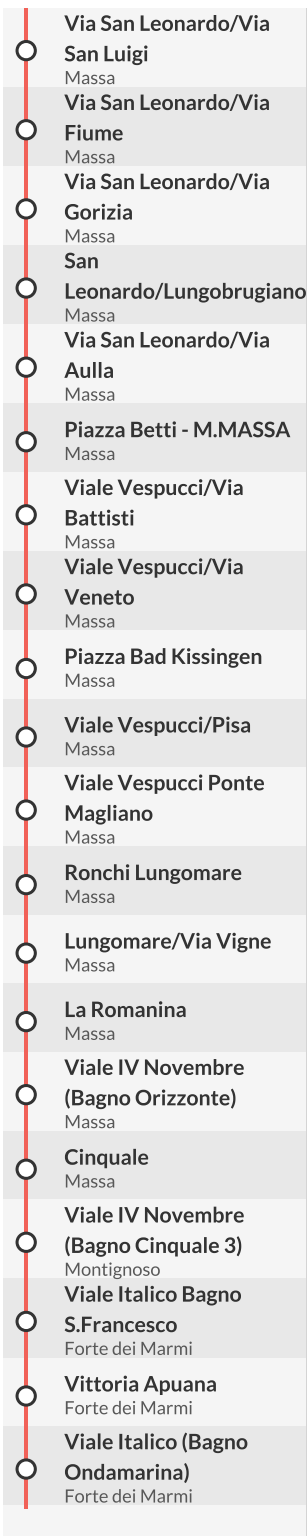 Via San Leonardo/Via
San Luigi
Massa
Via San Leonardo/Via
Fiume
Massa
Via San Leonardo/Via
Gorizia
Massa
San
Leonardo/Lungobrugiano
Massa
Via San Leonardo/Via
Aulla
Massa
Piazza Betti - M.MASSA
Massa
Viale Vespucci/Via
Battisti
Massa
Viale Vespucci/Via
Veneto
Massa
Piazza Bad Kissingen
Massa
Viale Vespucci/Pisa
Massa
Viale Vespucci Ponte
Magliano
Massa
Ronchi Lungomare
Massa
Lungomare/Via Vigne
Massa
La Romanina
Massa
Viale IV Novembre
(Bagno Orizzonte)
Massa
Cinquale
Massa
Viale IV Novembre
(Bagno Cinquale 3)
Montignoso
Viale Italico Bagno
S.Francesco
Forte dei Marmi
Vittoria Apuana
Forte dei Marmi
Viale Italico (Bagno
Ondamarina)
Forte dei Marmi